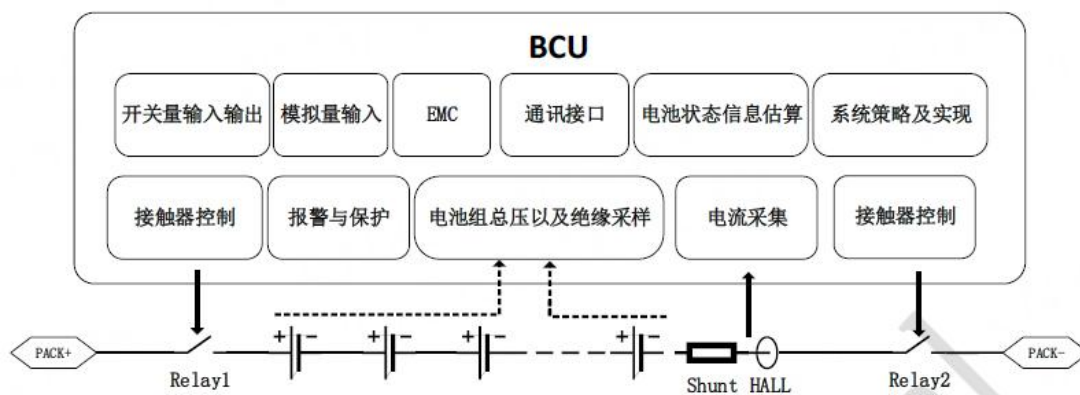 BCU
开关量输入输出
模拟量输入
EMC
通讯接口
电池状态信息估算
系统策略及实现
接触器控制
报警与保护
电池组总压以及绝缘采样
电流采集
接触器控制
+ − + − + − + −
PACK+
PACK-
Relay1
Shunt HALL
Relay2